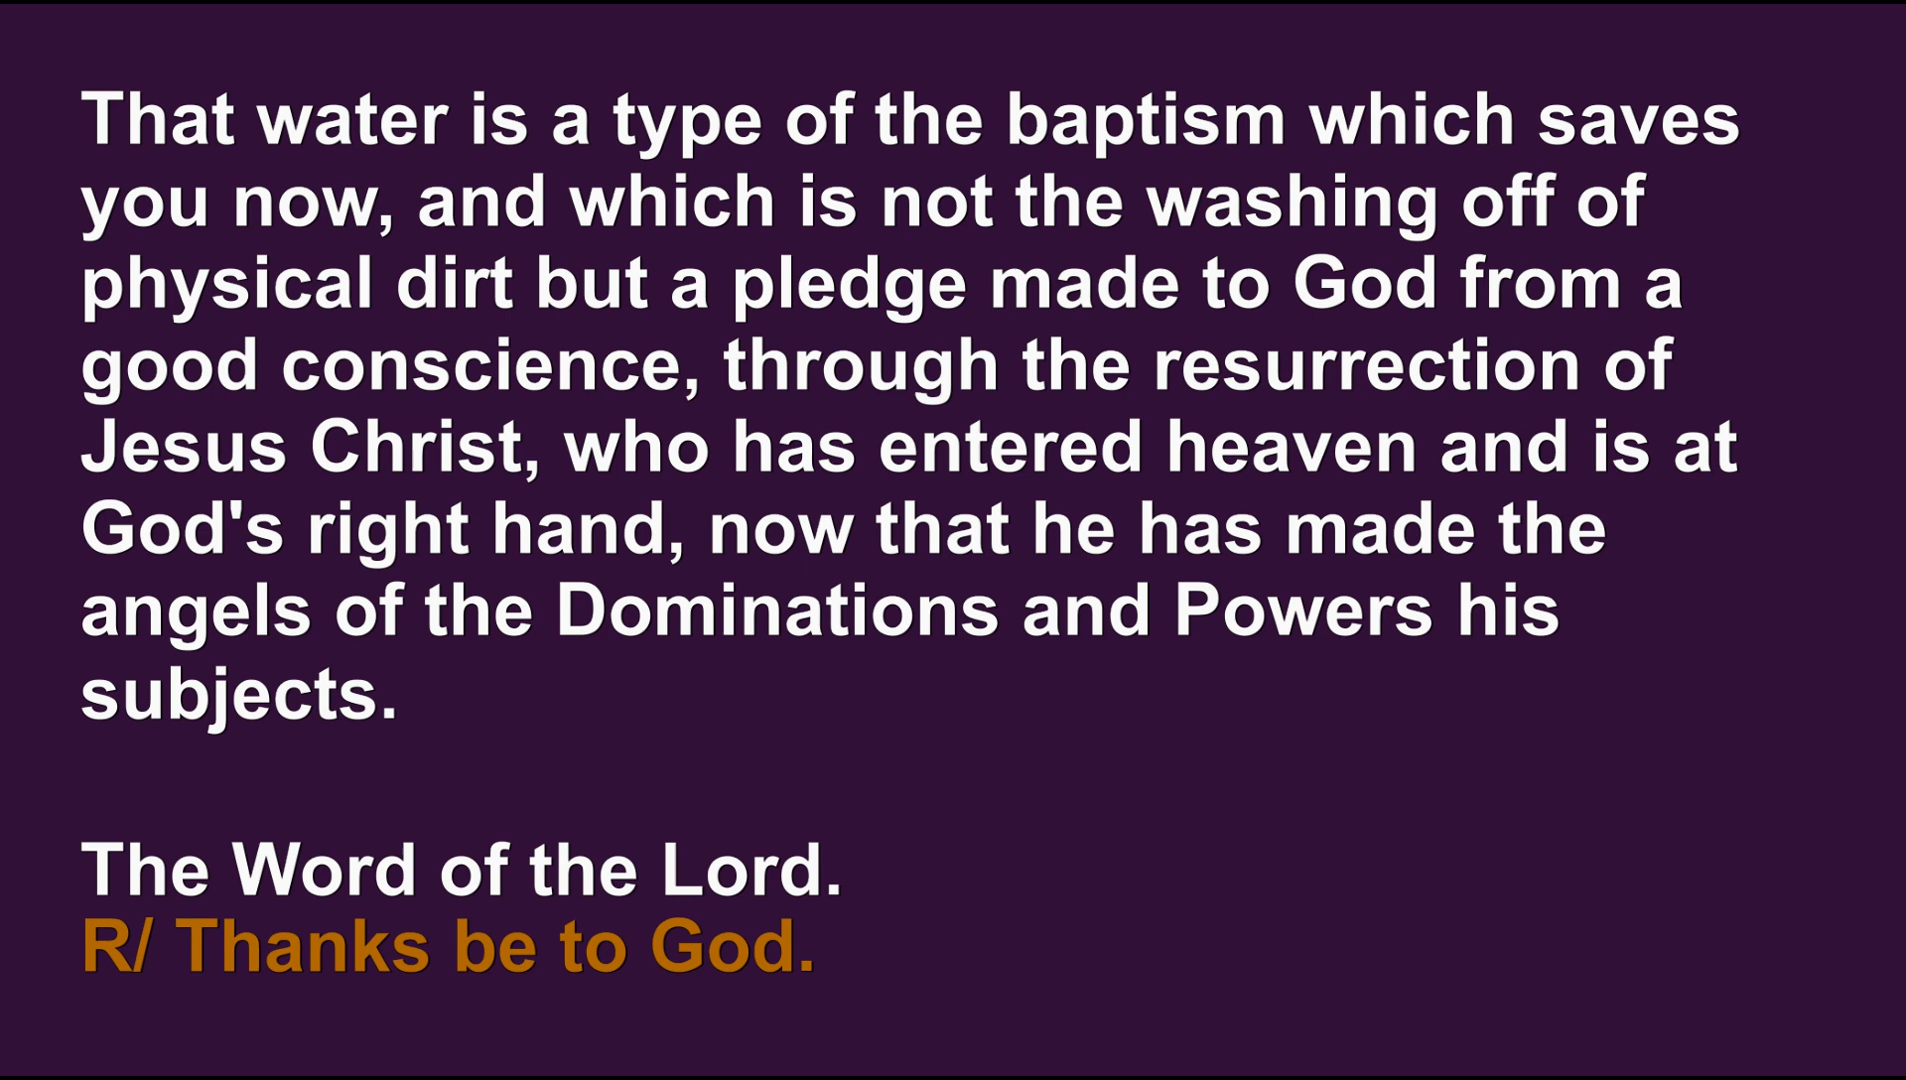 That water is a type of the baptism which saves
you now, and which is not the washing off of
physical dirt but a pledge made to God from a
good conscience, through the resurrection of
Jesus Christ, who has entered heaven and is at
God's right hand, now that he has made the
angels of the Dominations and Powers his
subjects.
The Word of the Lord.
R/ Thanks be to God.